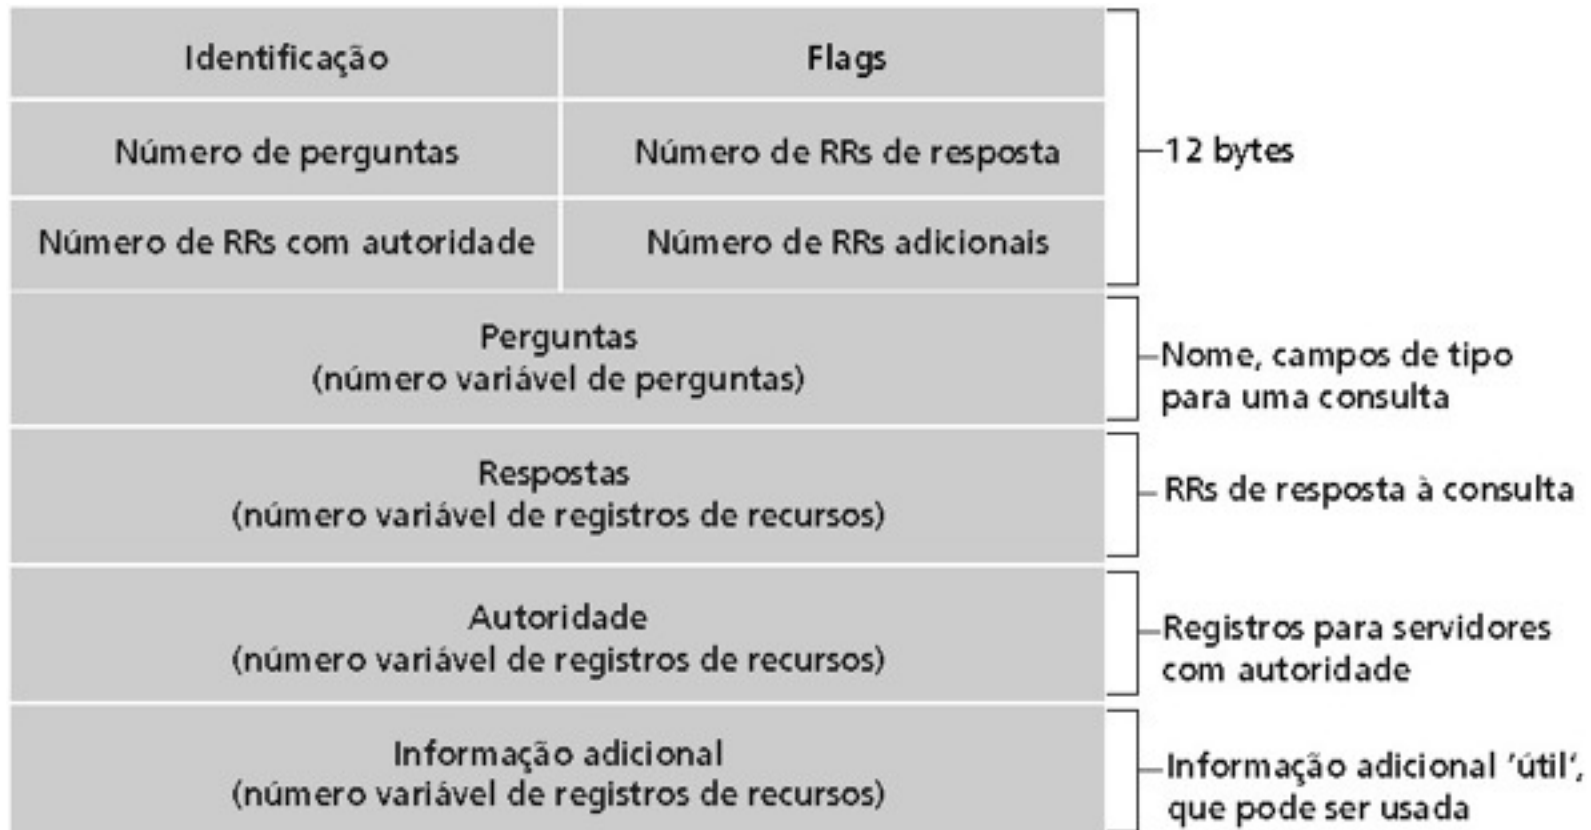 Identificação
Flags
Número de perguntas
Número de RRs de resposta
12 bytes
Número de RRs com autoridade
Número de RRs adicionais
Perguntas
(número variável de perguntas)
Nome, campos de tipo
para uma consulta
Respostas
(número variável de registros de recursos)
RRs de resposta à consulta
Autoridade
(número variável de registros de recursos)
Registros para servidores
com autoridade
Informação adicional
(número variável de registros de recursos)
Informação adicional ’útil‘,
que pode ser usada